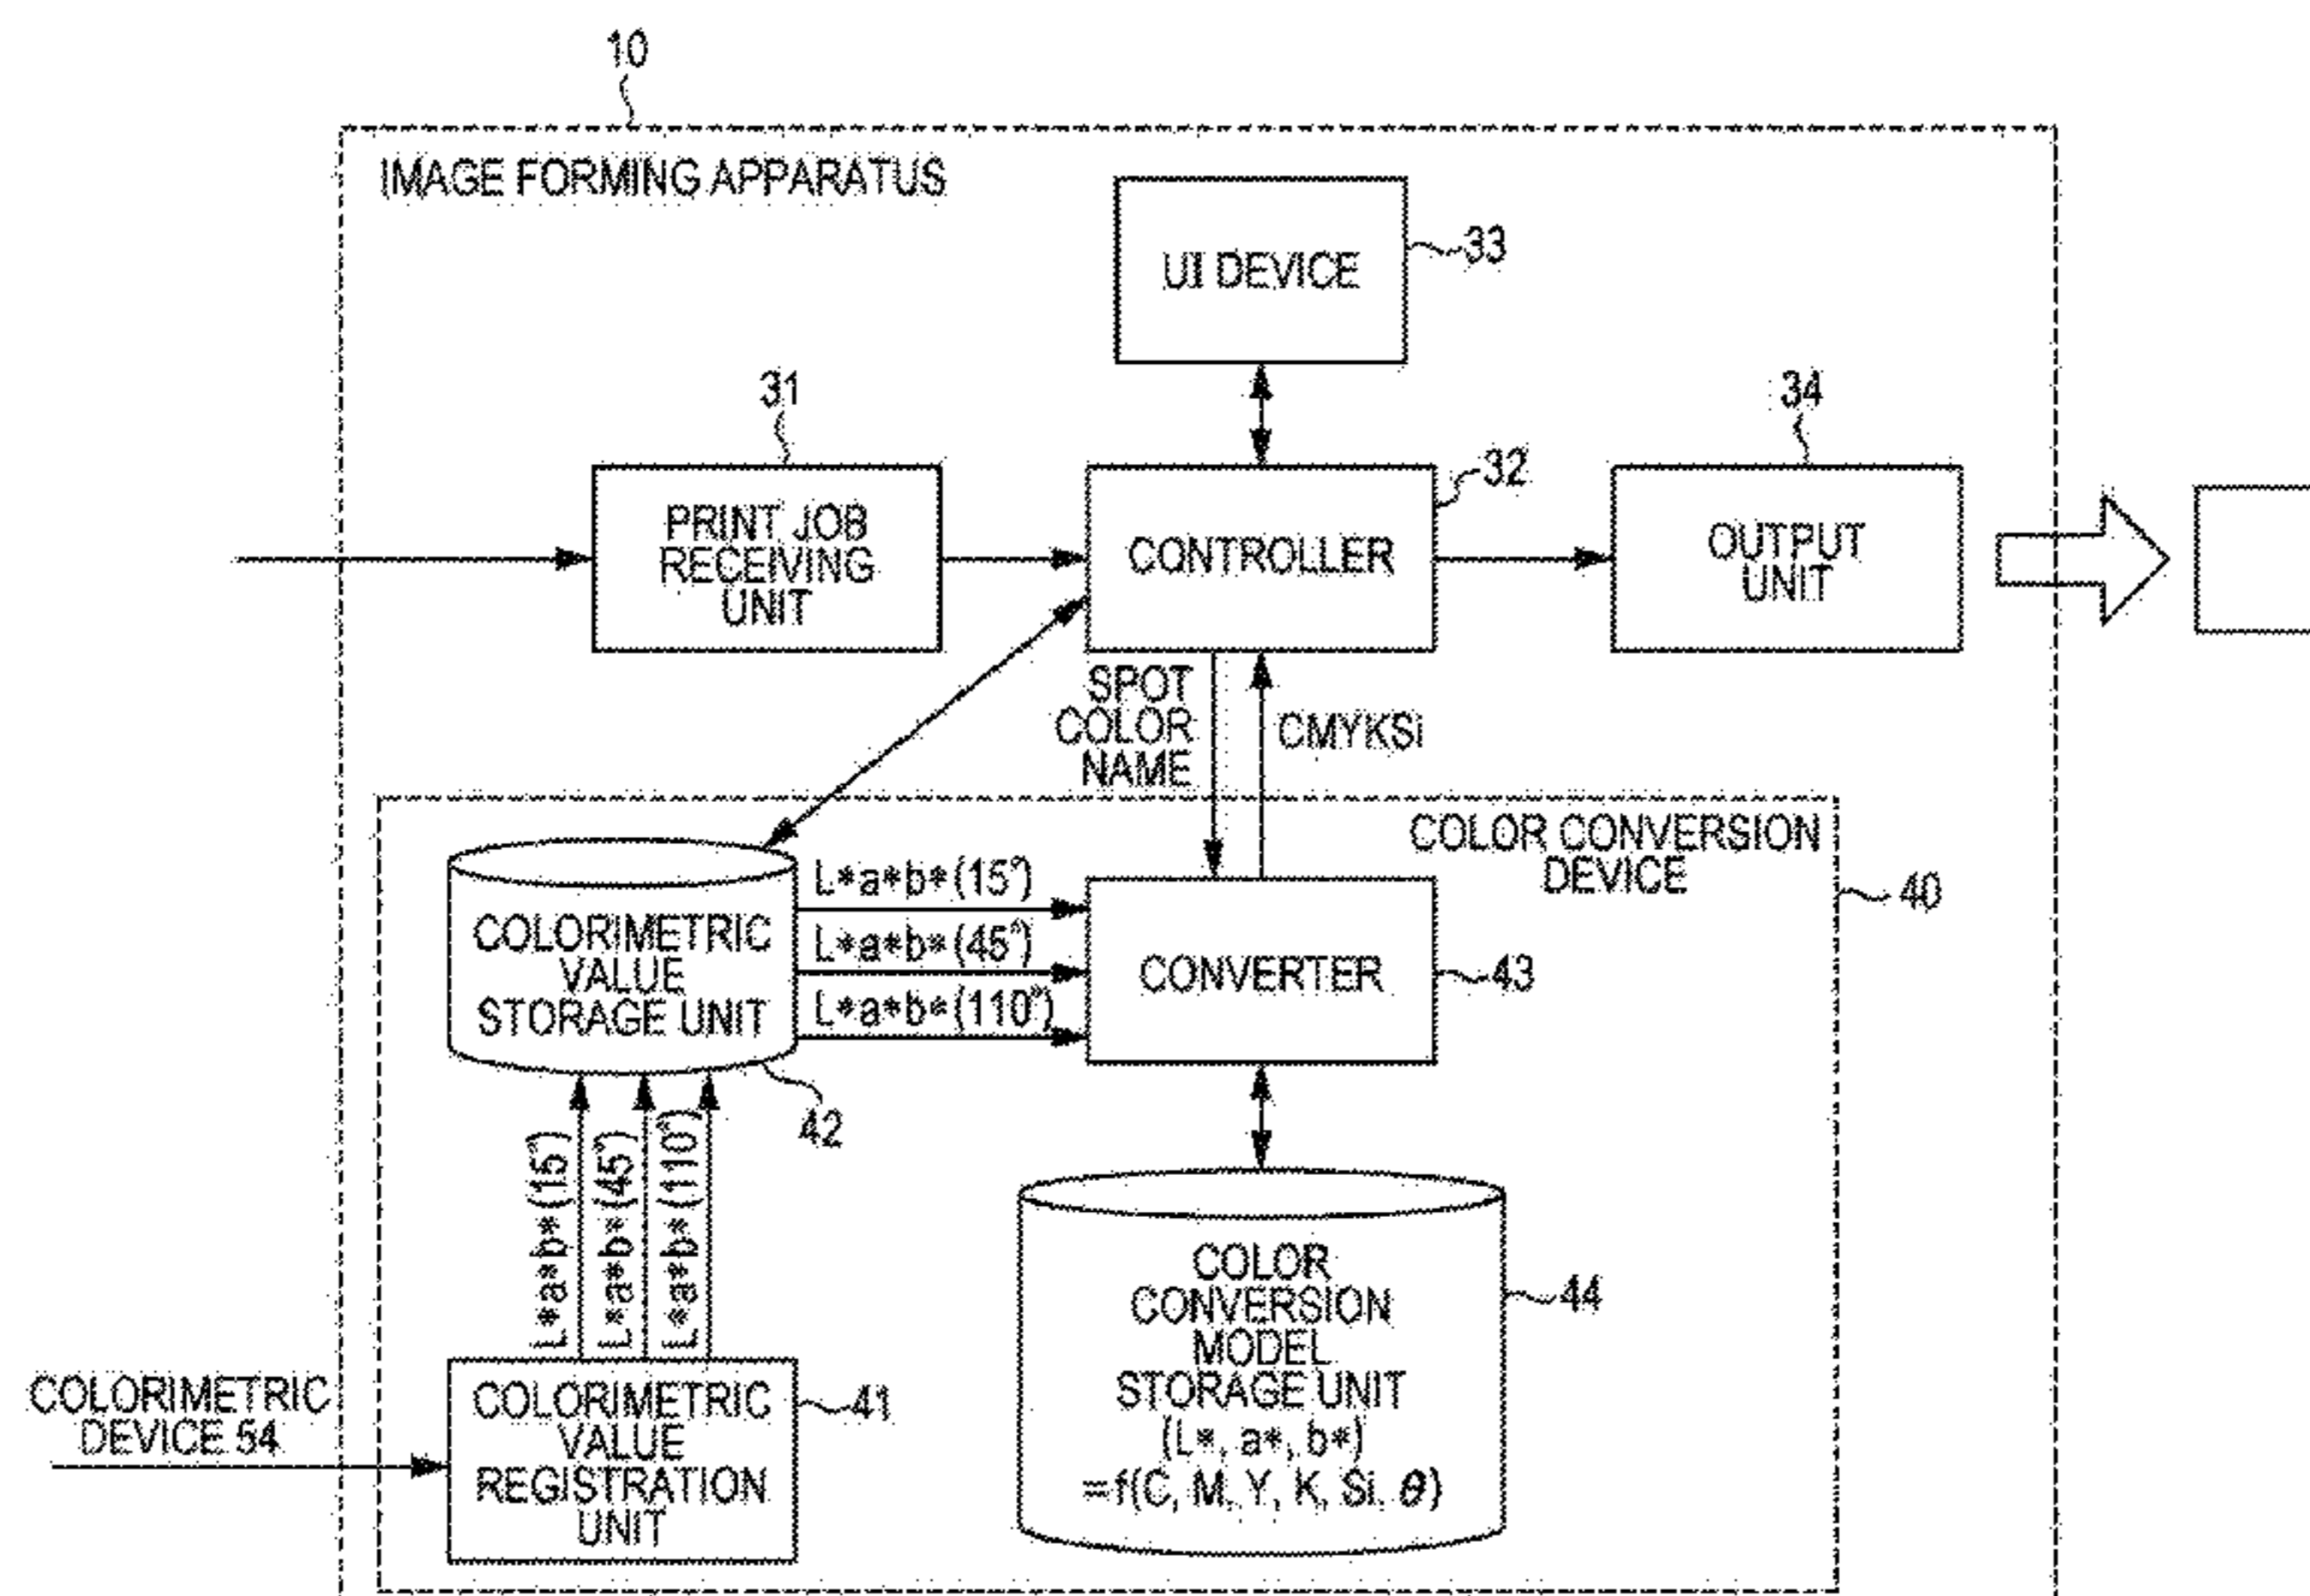 10
IMAGE FORMING APPARATUS
UI DEVICE
33
31
34
32
PRINT JOB
RECEIVING
UNIT
CONTROLLER
OUTPUT
UNIT
SPOT
COLOR
NAME
CMYKSi
COLOR CONVERSION
DEVICE
40
COLORIMETRIC
VALUE
STORAGE UNIT
42
L*a*b*(15°)
L*a*b*(45°)
L*a*b*(110°)
CONVERTER
43
L*a*b*(15°)
L*a*b*(45°)
L*a*b*(110°)
COLOR
CONVERSION
MODEL
STORAGE UNIT
(L*, a*, b*)
=f(C, M, Y, K, Si, θ)
44
COLORIMETRIC
DEVICE 54
COLORIMETRIC
VALUE
REGISTRATION
UNIT
41